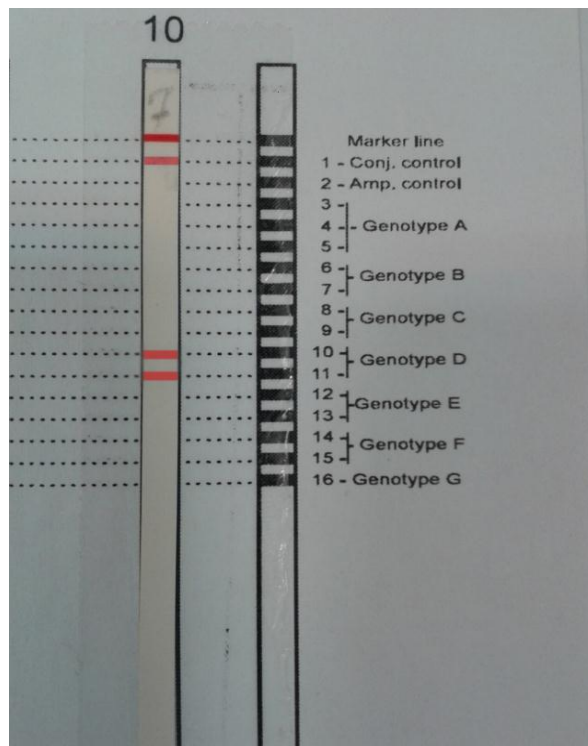 10
Marker line
1 - Conj. control
2 - Amp. control
3 -
4 - - Genotype A
5 -
6 -
Genotype B
7 -
8 -
Genotype C
9 -
10 -
Genotype D
11 -
12 -
Genotype E
13 -
14 -
Genotype F
15 -
16 - Genotype G